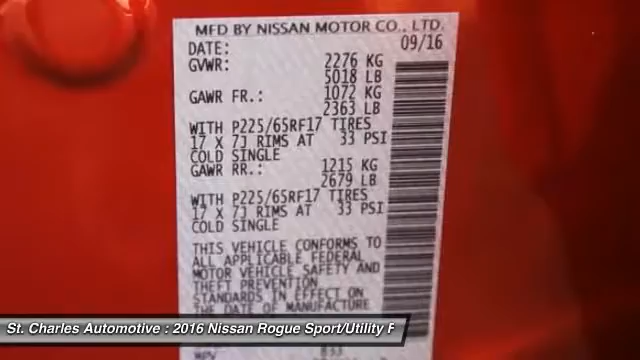 MFD BY NISSAN MOTOR CO., LTD.
DATE: 09/16
GVWR: 2276 KG
5018 LB
GAWR FR.: 1072 KG
2363 LB
WITH P225/65RF17 TIRES
17 X 7J RIMS AT 33 PSI
COLD SINGLE
GAWR RR.: 1215 KG
2679 LB
WITH P225/65RF17 TIRES
17 X 7J RIMS AT 33 PSI
COLD SINGLE
THIS VEHICLE CONFORMS TO
ALL APPLICABLE FEDERAL
MOTOR VEHICLE SAFETY AND
THEFT PREVENTION
STANDARDS IN EFFECT ON
THE DATE OF MANUFACTURE
St. Charles Automotive : 2016 Nissan Rogue Sport/Utility F
MPV